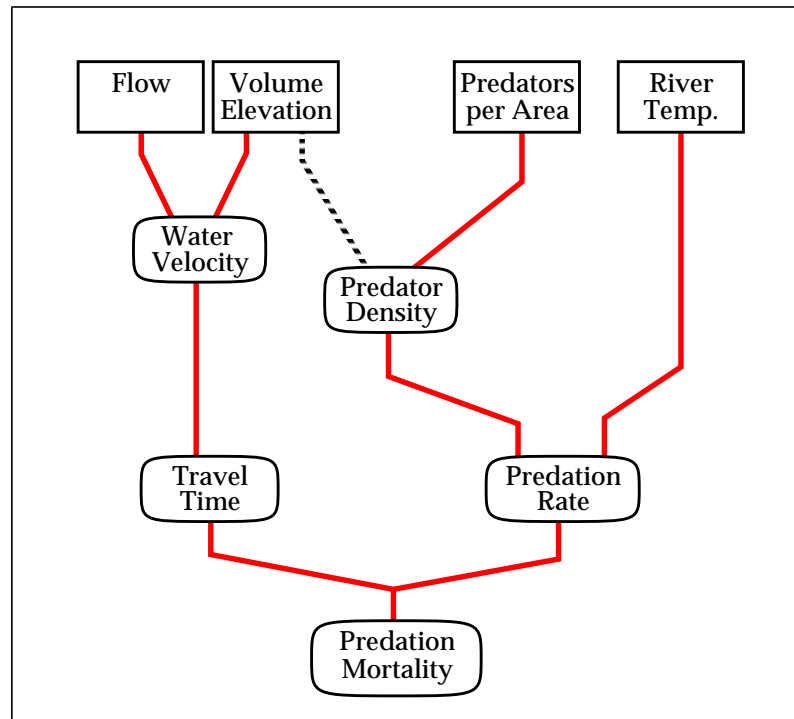 Flow
Volume
Elevation
Predators
per Area
River
Temp.
Water
Velocity
Predator
Density
Travel
Time
Predation
Rate
Predation
Mortality